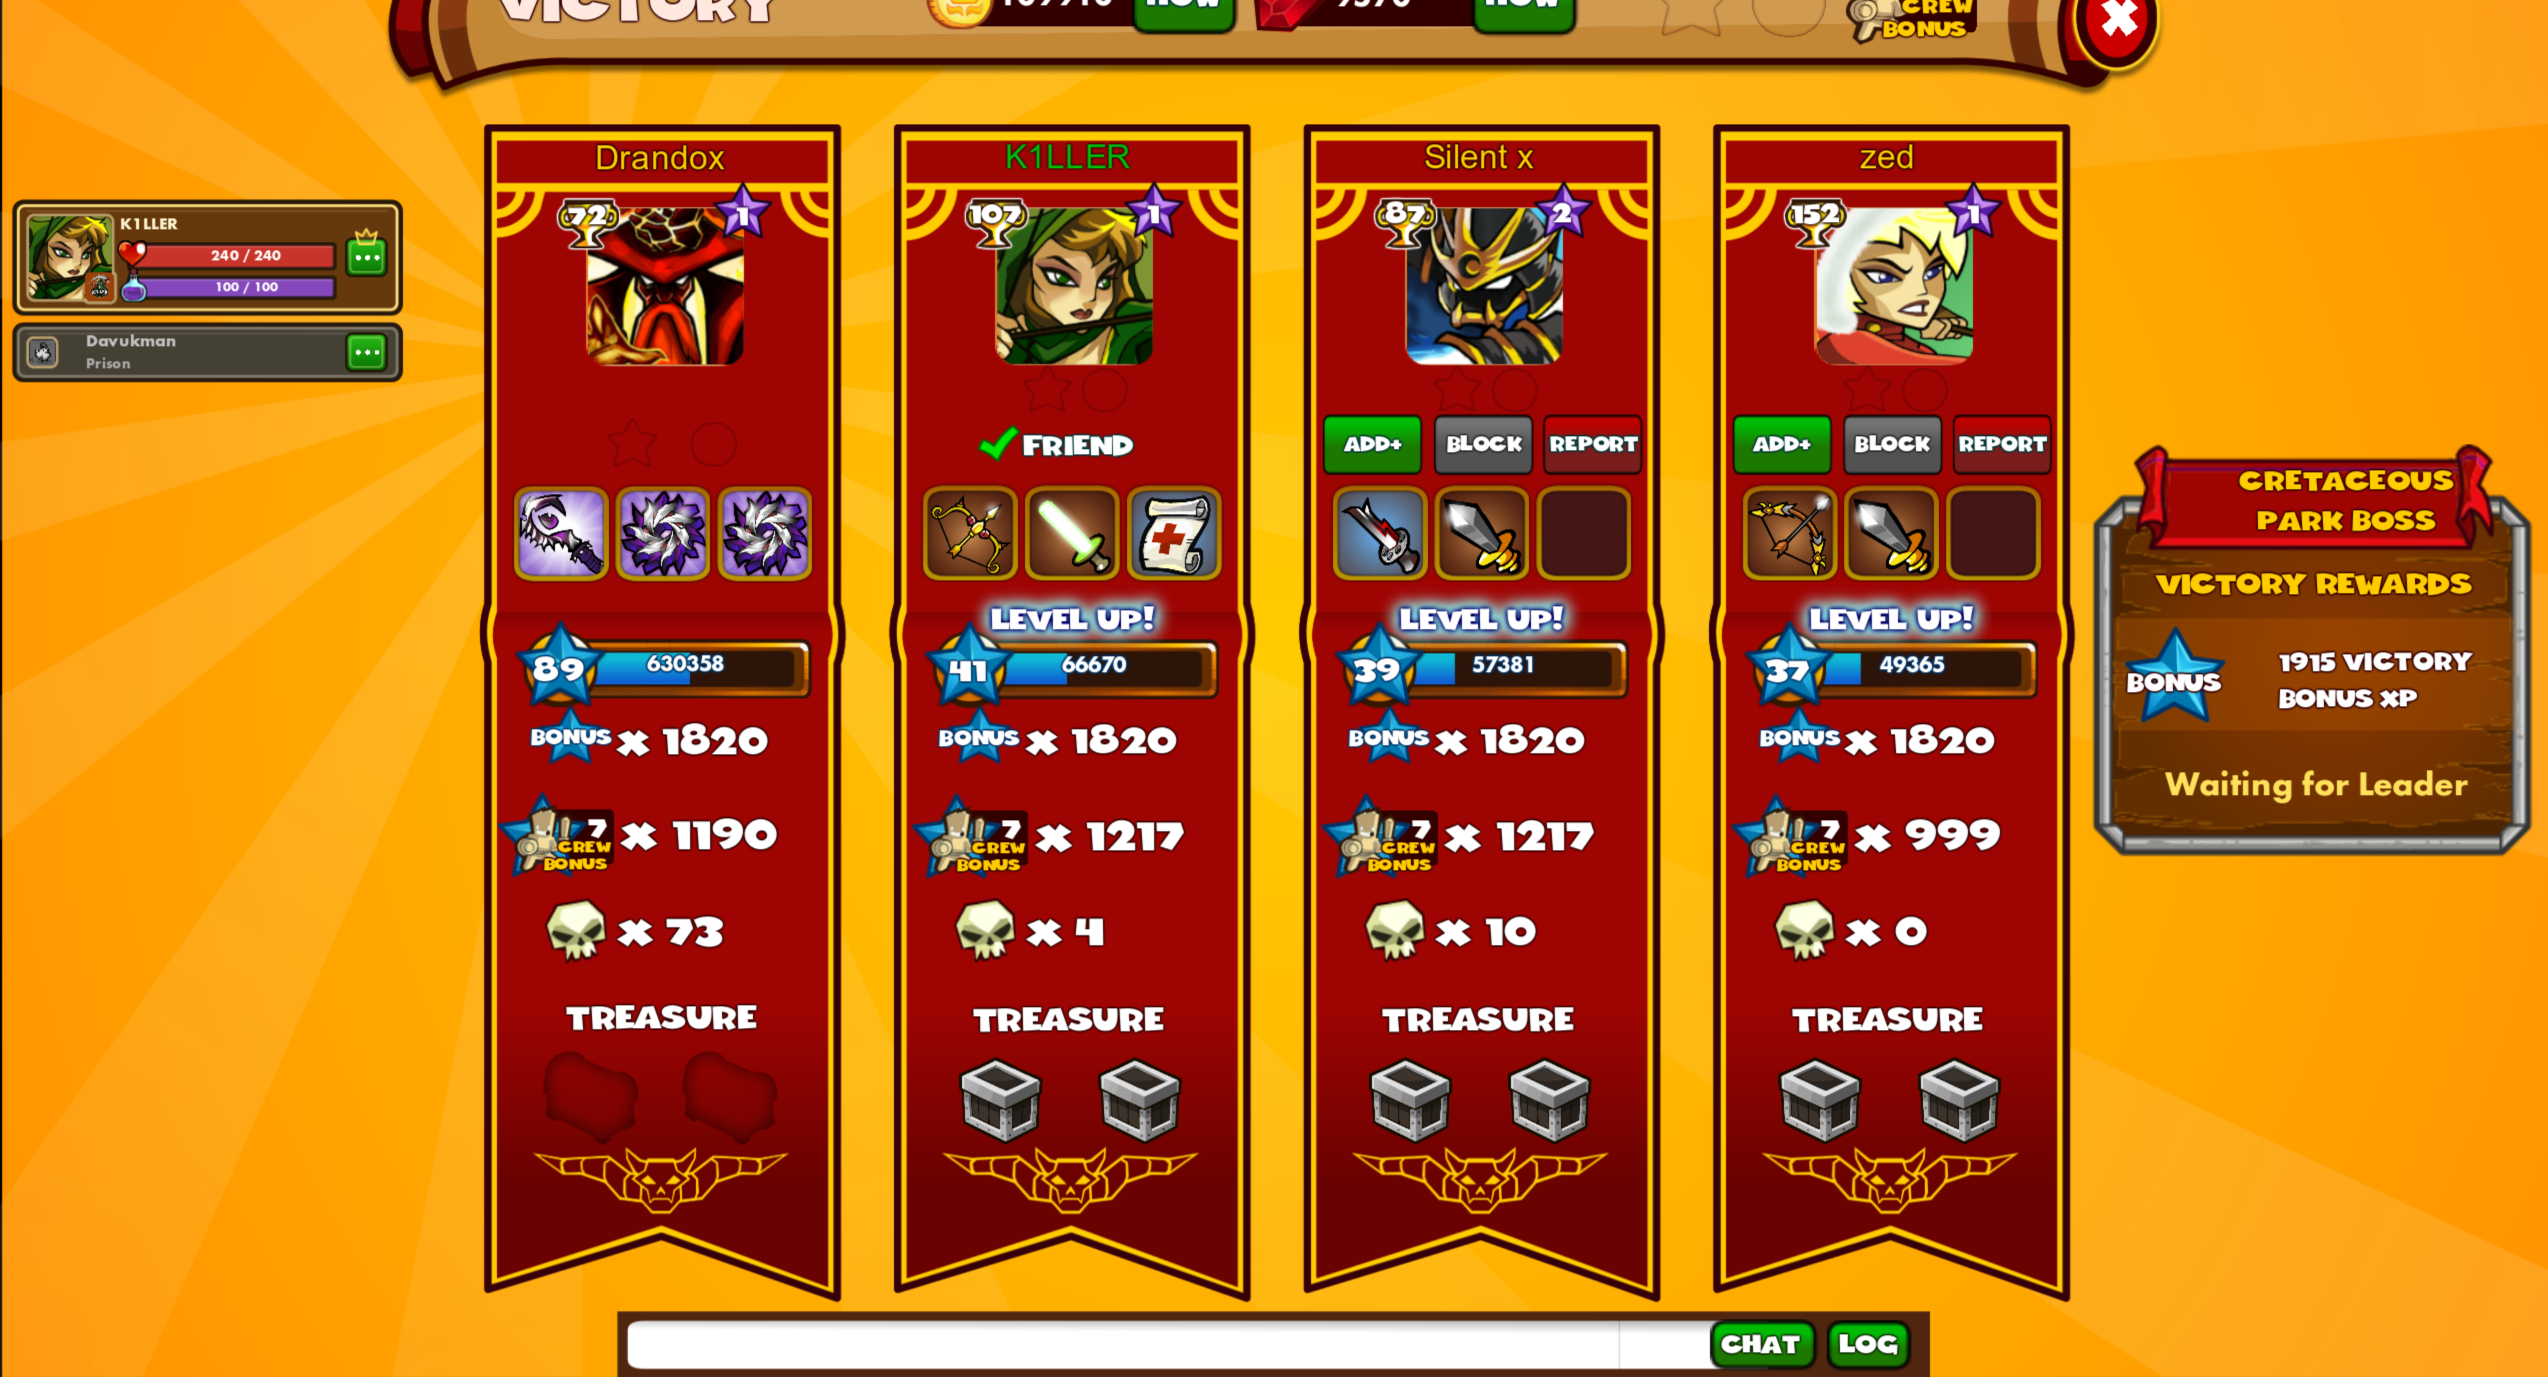 VICTORY
NOW
NOW
CREW
BONUS
K1LLER
240 / 240
100 / 100
Davukman
Prison
Drandox
72
1
89
630358
BONUS x 1820
7
CREW
BONUS
x 1190
x 73
TREASURE
K1LLER
107
1
FRIEND
LEVEL UP!
41
66670
BONUS x 1820
7
CREW
BONUS
x 1217
x 4
TREASURE
Silent x
87
2
ADD+ BLOCK REPORT
LEVEL UP!
39
57381
BONUS x 1820
7
CREW
BONUS
x 1217
x 10
TREASURE
zed
152
1
ADD+ BLOCK REPORT
LEVEL UP!
37
49365
BONUS x 1820
7
CREW
BONUS
x 999
x 0
TREASURE
CRETACEOUS
PARK BOSS
VICTORY REWARDS
BONUS
1915 VICTORY
BONUS XP
Waiting for Leader
CHAT
LOG